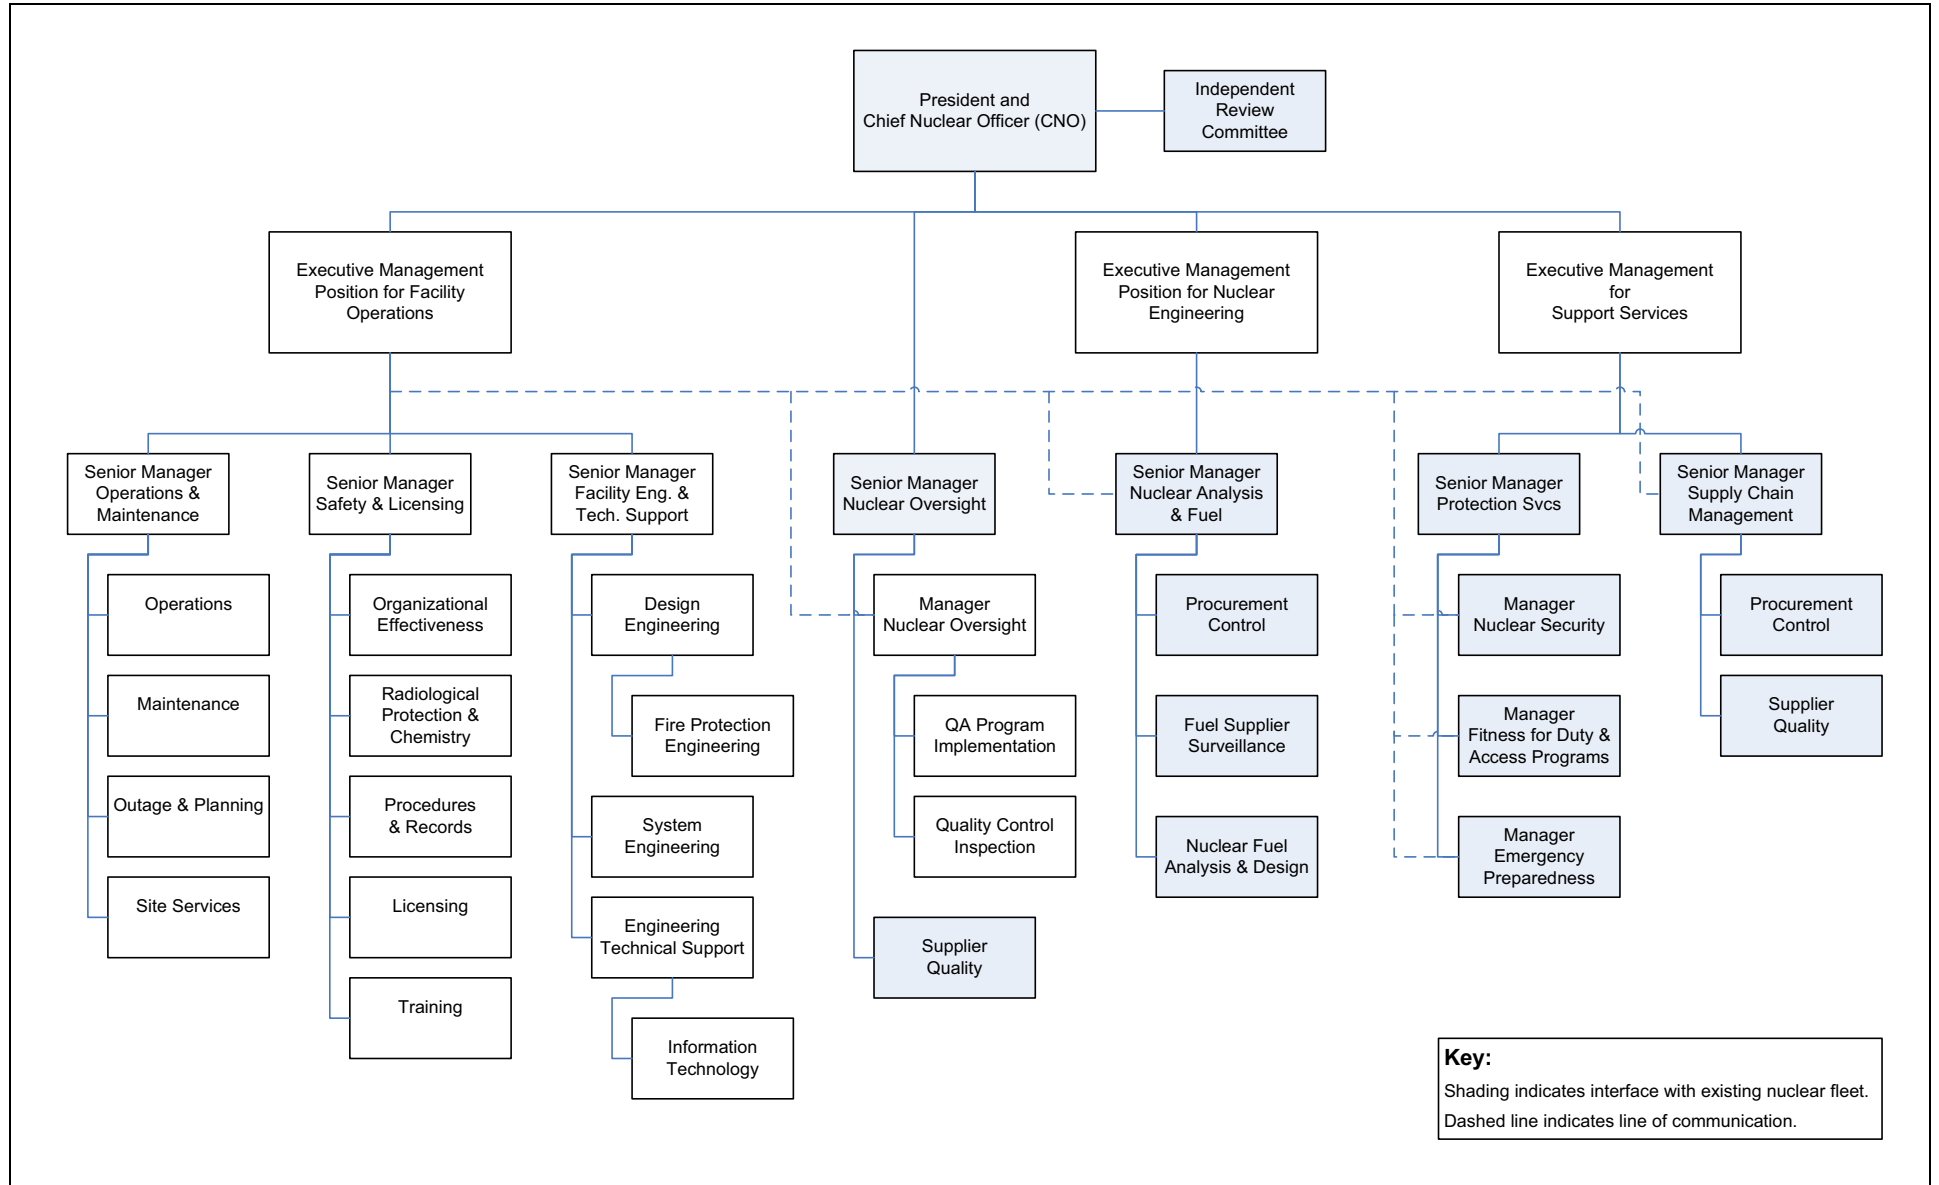 President and
Chief Nuclear Officer (CNO)
Independent
Review
Committee
Executive Management
Position for Facility
Operations
Executive Management
Position for Nuclear
Engineering
Executive Management
for
Support Services
Senior Manager
Operations &
Maintenance
Senior Manager
Safety & Licensing
Senior Manager
Facility Eng. &
Tech. Support
Senior Manager
Nuclear Oversight
Senior Manager
Nuclear Analysis
& Fuel
Senior Manager
Protection Svcs
Senior Manager
Supply Chain
Management
Operations
Maintenance
Outage & Planning
Site Services
Organizational
Effectiveness
Radiological
Protection &
Chemistry
Procedures
& Records
Licensing
Training
Design
Engineering
Fire Protection
Engineering
System
Engineering
Engineering
Technical Support
Information
Technology
Manager
Nuclear Oversight
QA Program
Implementation
Quality Control
Inspection
Supplier
Quality
Procurement
Control
Fuel Supplier
Surveillance
Nuclear Fuel
Analysis & Design
Manager
Nuclear Security
Manager
Fitness for Duty &
Access Programs
Manager
Emergency
Preparedness
Procurement
Control
Supplier
Quality
Key:
Shading indicates interface with existing nuclear fleet.
Dashed line indicates line of communication.